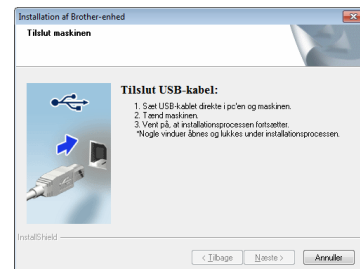 Installation af Brother-enhed
Tilslut maskinen
Tilslut USB-kabel:
1. Sæt USB-kablet direkte i pc'en og maskinen.
2. Tænd maskinen.
3. Vent på, at installationsprocessen fortsætter.
*Nogle vinduer åbnes og lukkes under installationsprocessen.
InstallShield
< Tilbage Næste > Annuller